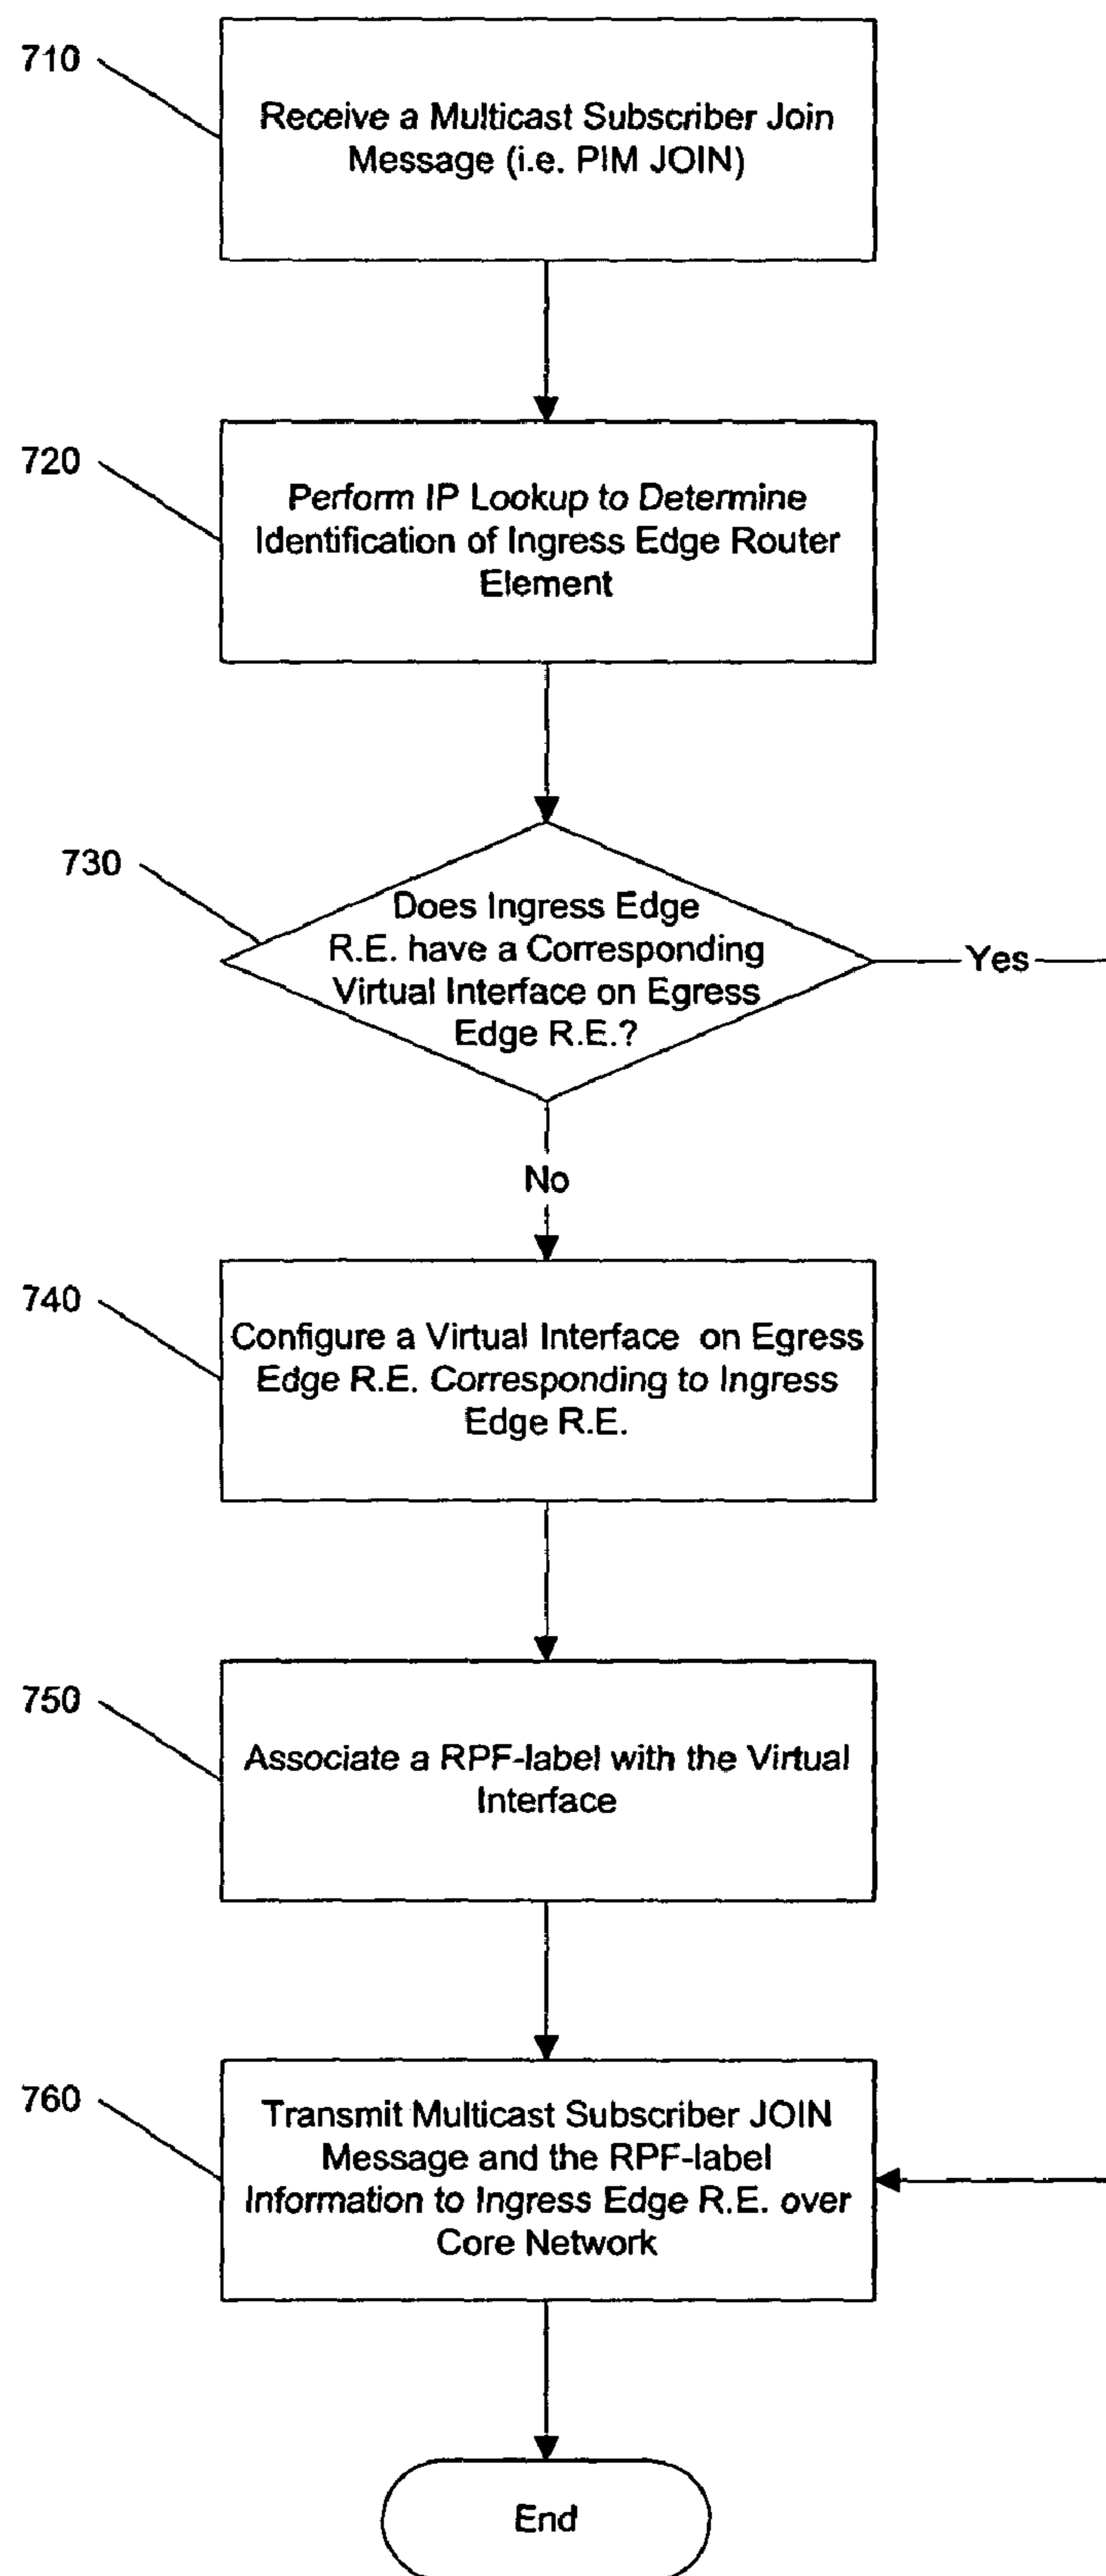 710
Receive a Multicast Subscriber Join
Message (i.e. PIM JOIN)
720
Perform IP Lookup to Determine
Identification of Ingress Edge Router
Element
730
Does Ingress Edge
R.E. have a Corresponding
Virtual Interface on Egress
Edge R.E.?
Yes
No
740
Configure a Virtual Interface on Egress
Edge R.E. Corresponding to Ingress
Edge R.E.
750
Associate a RPF-label with the Virtual
Interface
760
Transmit Multicast Subscriber JOIN
Message and the RPF-label
Information to Ingress Edge R.E. over
Core Network
End